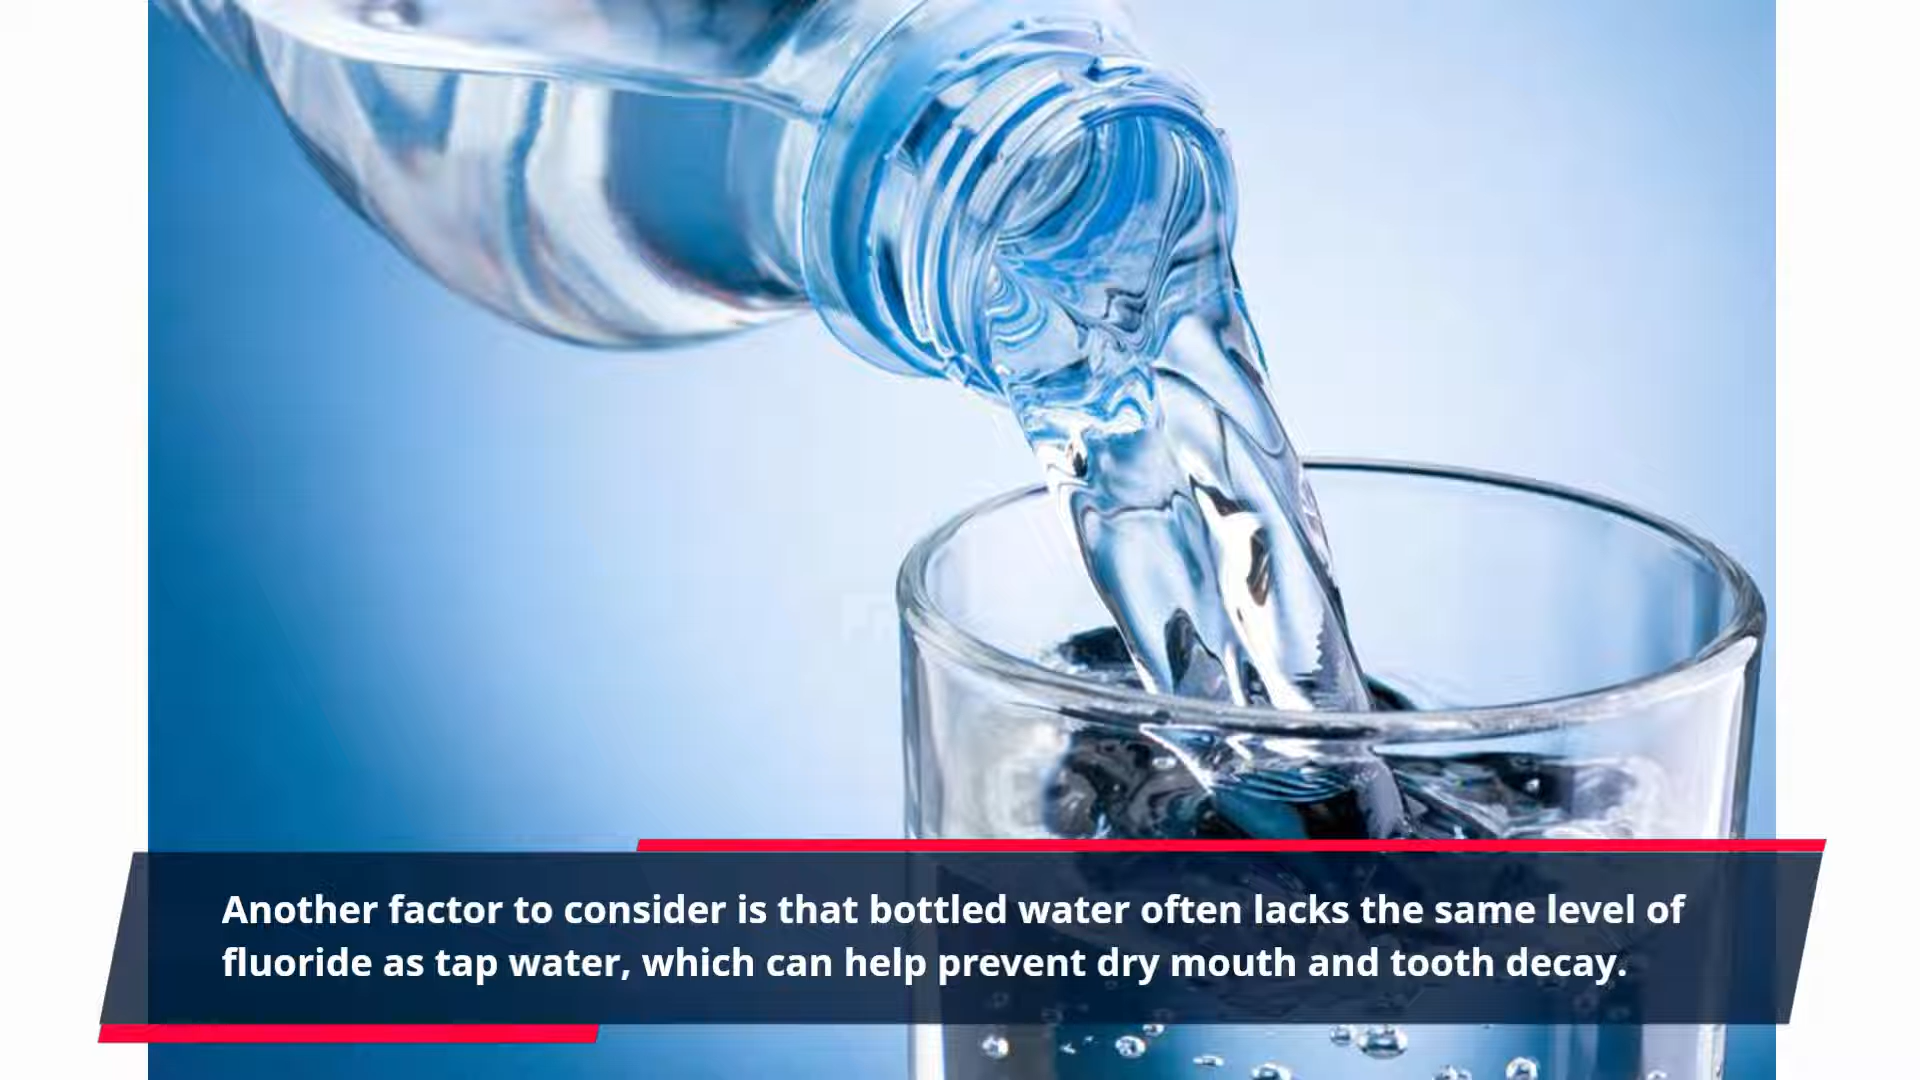 Another factor to consider is that bottled water often lacks the same level of
fluoride as tap water, which can help prevent dry mouth and tooth decay.